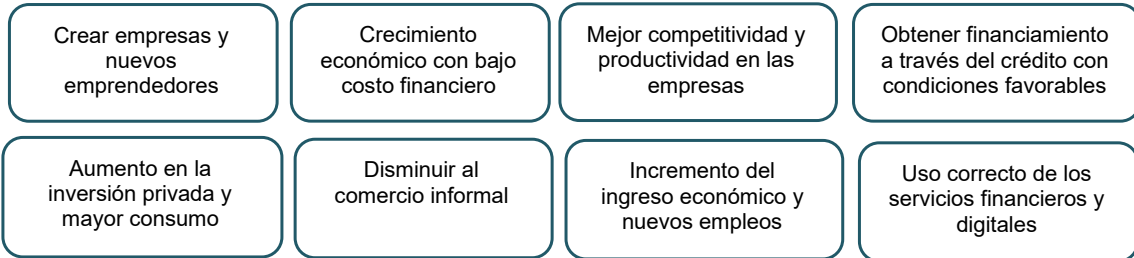 Crear empresas y
nuevos
emprendedores
Crecimiento
económico con bajo
costo financiero
Mejor competitividad y
productividad en las
empresas
Obtener financiamiento
a través del crédito con
condiciones favorables
Aumento en la
inversión privada y
mayor consumo
Disminuir al
comercio informal
Incremento del
ingreso económico y
nuevos empleos
Uso correcto de los
servicios financieros y
digitales